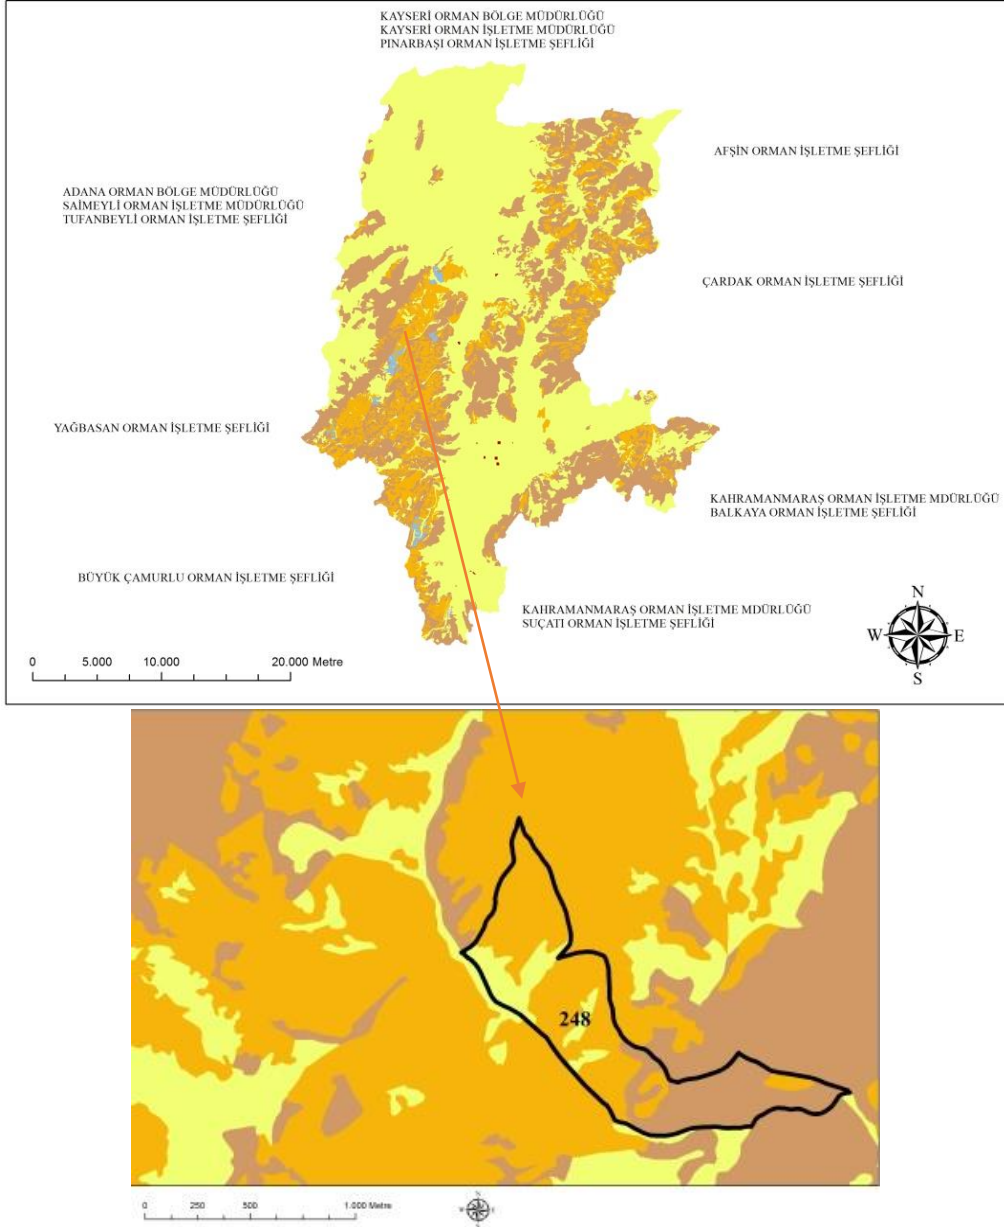 KAYSERİ ORMAN BÖLGE MÜDÜRLÜĞÜ
KAYSERİ ORMAN İŞLETME MÜDÜRLÜĞÜ
PINARBAŞI ORMAN İŞLETME ŞEFLİĞİ
AFŞİN ORMAN İŞLETME ŞEFLİĞİ
ADANA ORMAN BÖLGE MÜDÜRLÜĞÜ
SAİMEYLİ ORMAN İŞLETME MÜDÜRLÜĞÜ
TUFANBEYLİ ORMAN İŞLETME ŞEFLİĞİ
ÇARDAK ORMAN İŞLETME ŞEFLİĞİ
YAĞBASAN ORMAN İŞLETME ŞEFLİĞİ
KAHRAMANMARAŞ ORMAN İŞLETME MDÜRLÜĞÜ
BALKAYA ORMAN İŞLETME ŞEFLİĞİ
BÜYÜK ÇAMURLU ORMAN İŞLETME ŞEFLİĞİ
KAHRAMANMARAŞ ORMAN İŞLETME MDÜRLÜĞÜ
SUÇATI ORMAN İŞLETME ŞEFLİĞİ
N
W E
S
0 5.000 10.000 20.000 Metre
248
0 250 500 1.000 Metre